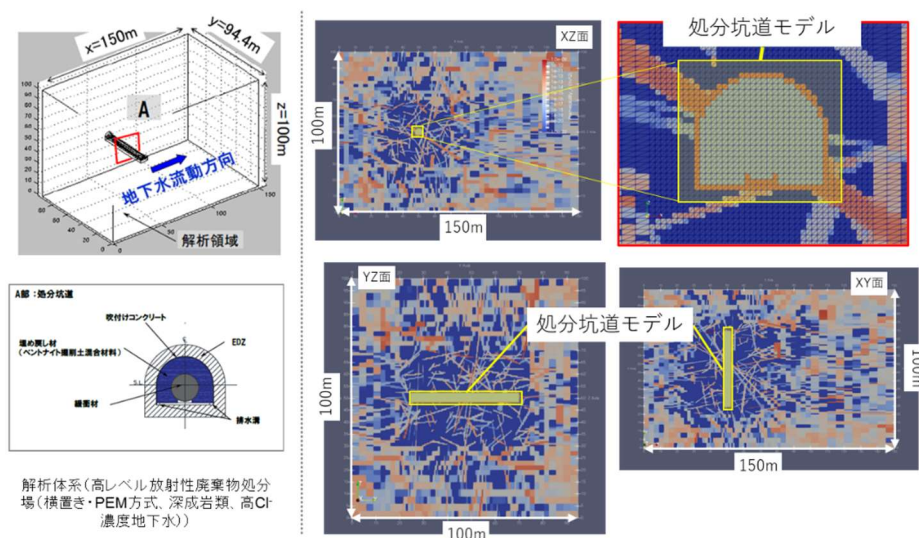 x=150m
y=94.4m
z=100m
A
地下水流動方向
解析領域
A部:処分坑道
吹付けコンクリート
埋め戻し材
(ベントナイト掘削土混合材料)
EDZ
緩衝材
排水溝
S.L
解析体系(高レベル放射性廃棄物処分
場(横置き・PEM方式、深成岩類、高Cl-
濃度地下水))
XZ面
100m
150m
処分坑道モデル
YZ面
100m
100m
処分坑道モデル
XY面
100m
150m